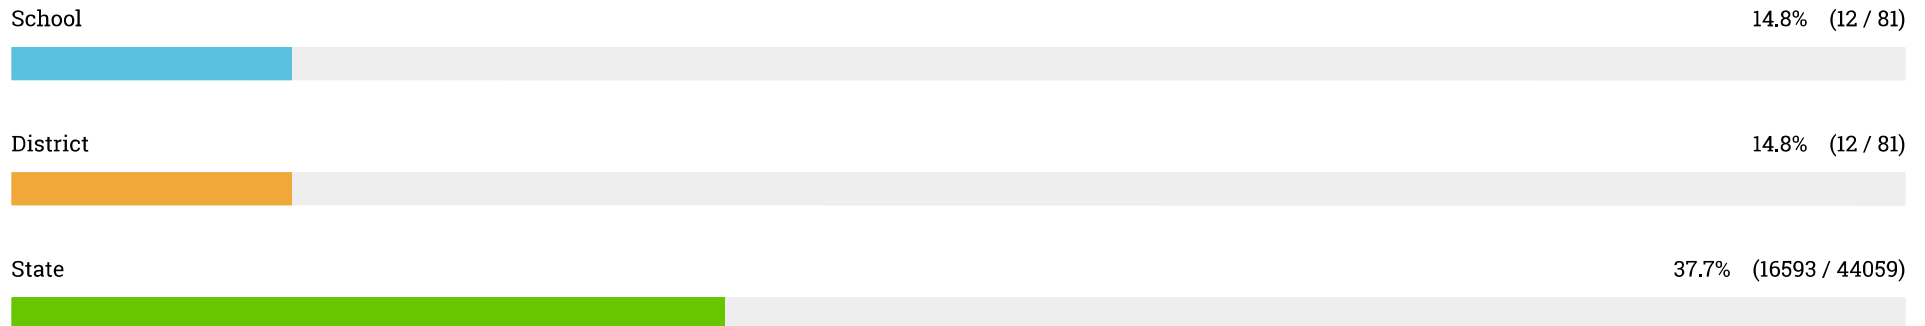 School 14.8% (12 / 81)
District 14.8% (12 / 81)
State 37.7% (16593 / 44059)